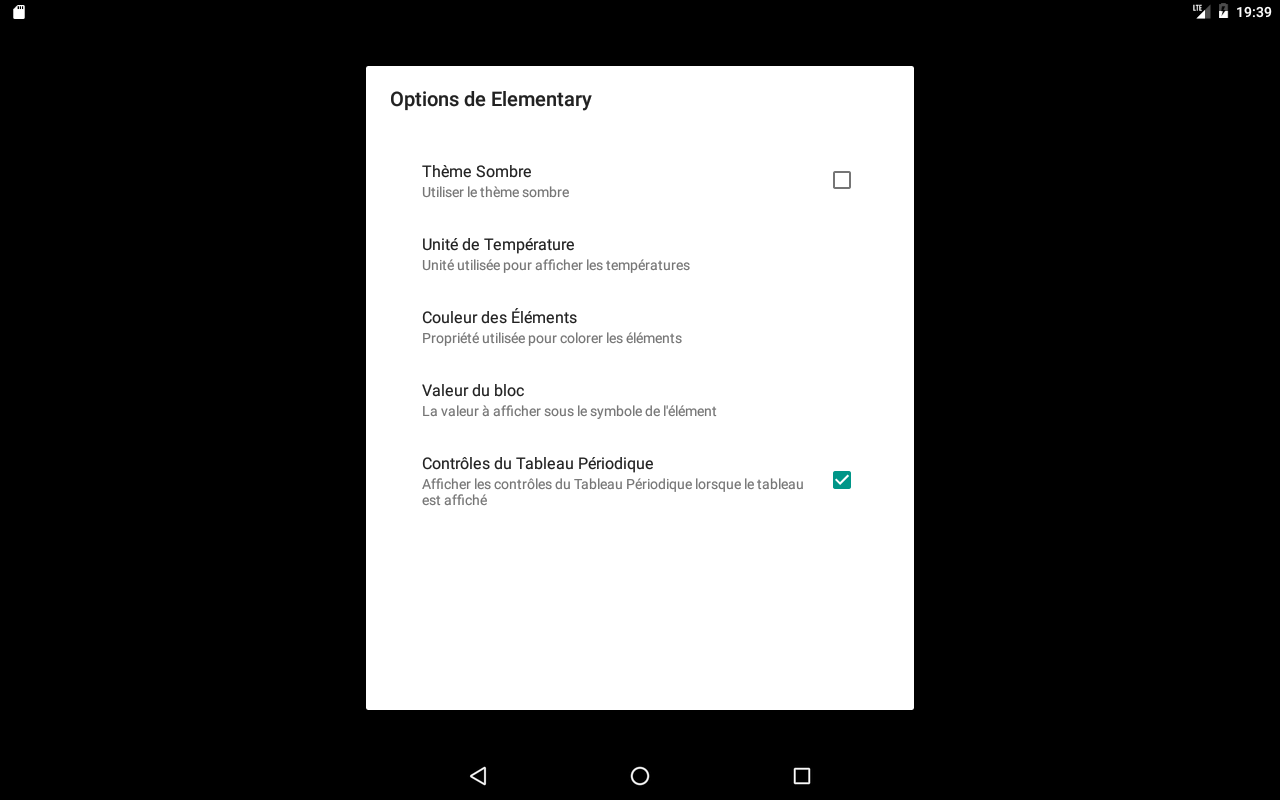 LTE
19:39
Options de Elementary
Thème Sombre
Utiliser le thème sombre
Unité de Température
Unité utilisée pour afficher les températures
Couleur des Éléments
Propriété utilisée pour colorer les éléments
Valeur du bloc
La valeur à afficher sous le symbole de l'élément
Contrôles du Tableau Périodique
Afficher les contrôles du Tableau Périodique lorsque le tableau
est affiché